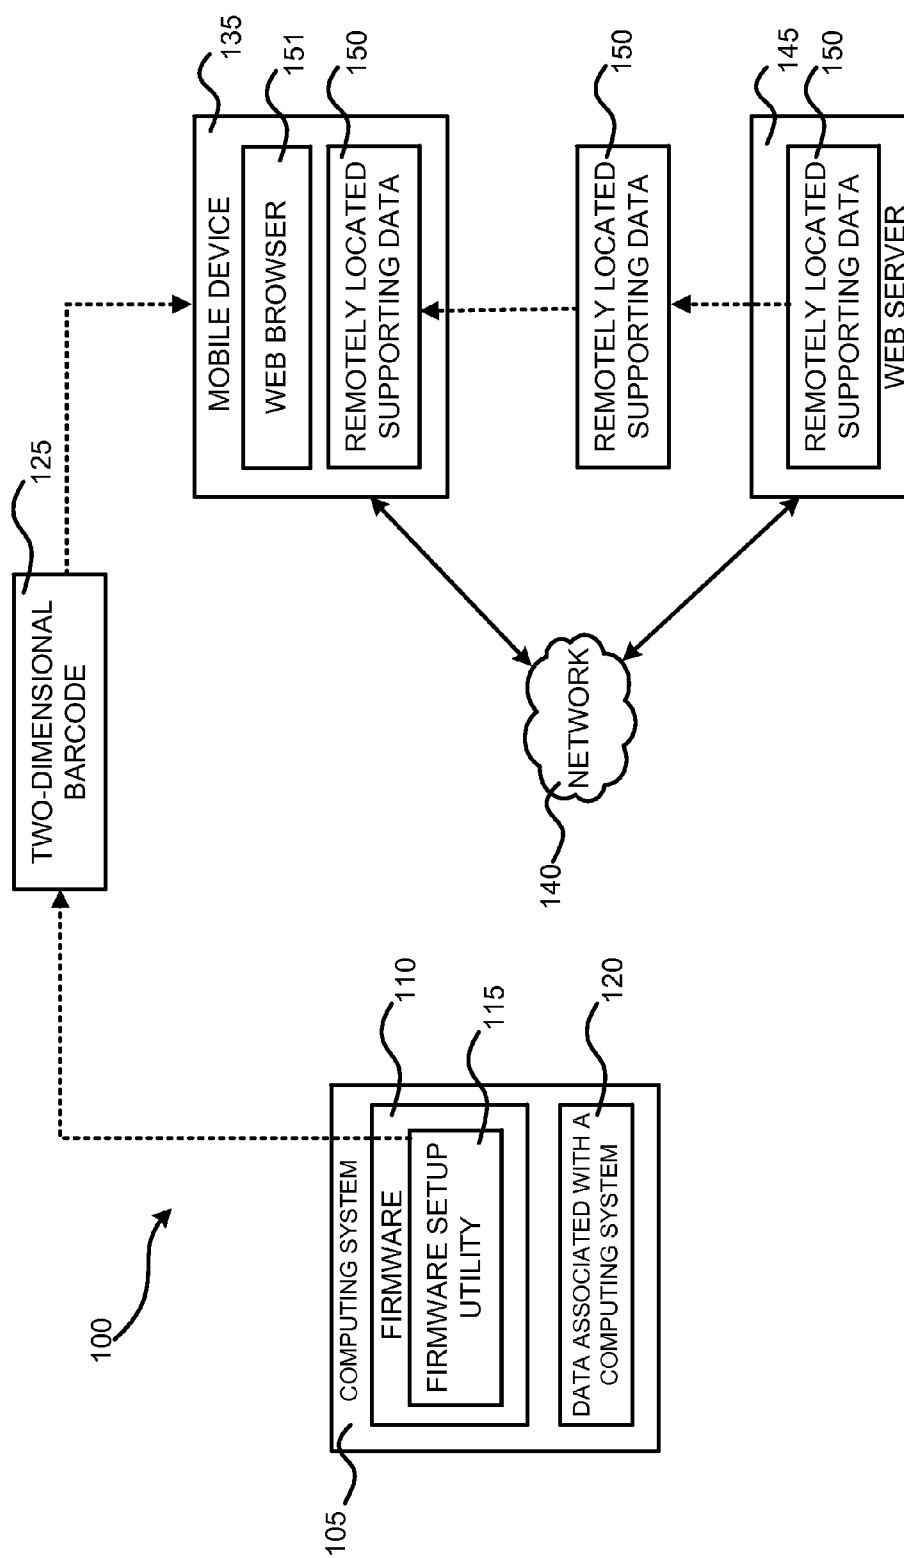 100
TWO-DIMENSIONAL
BARCODE
125
105
COMPUTING SYSTEM
FIRMWARE
110
FIRMWARE SETUP
UTILITY
115
DATA ASSOCIATED WITH A
COMPUTING SYSTEM
120
NETWORK
140
MOBILE DEVICE
135
WEB BROWSER
151
REMOTELY LOCATED
SUPPORTING DATA
150
REMOTELY LOCATED
SUPPORTING DATA
150
145
REMOTELY LOCATED
SUPPORTING DATA
150
WEB SERVER